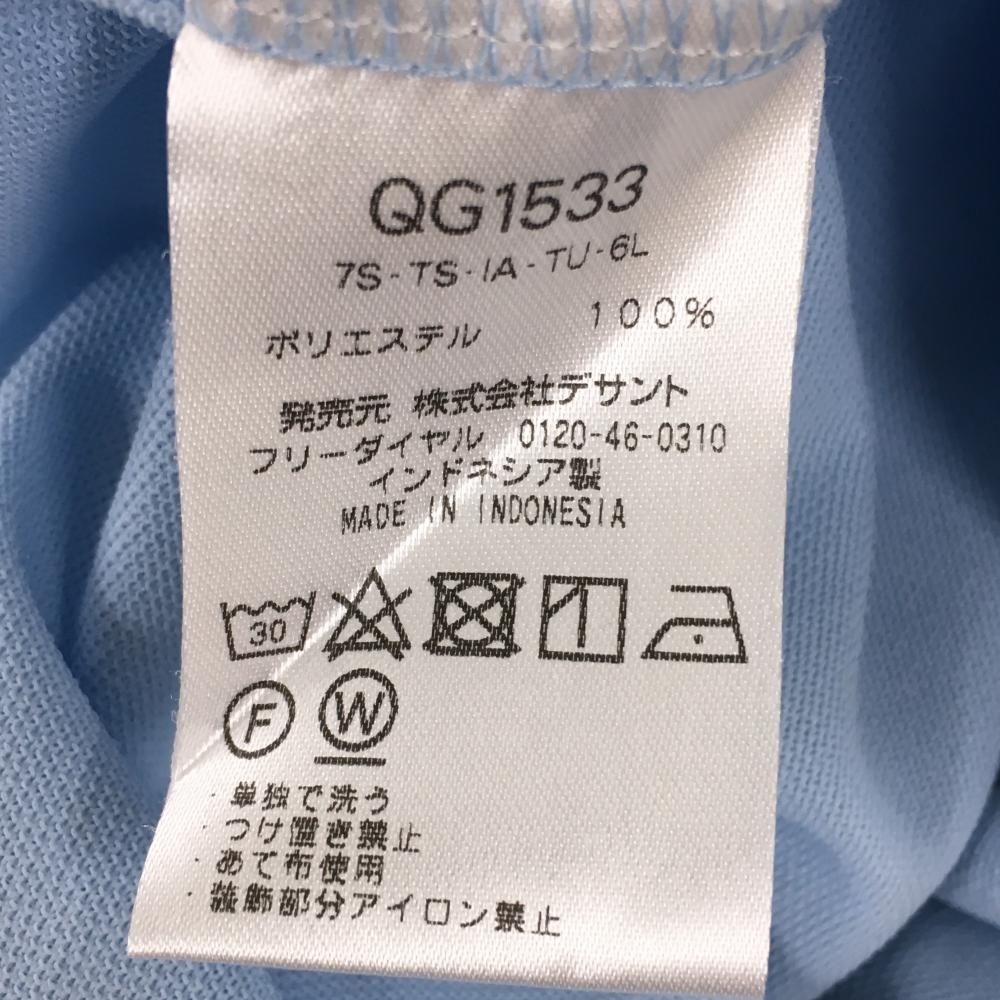 QG1533
7S-TS-IA-TU-6L
ポリエステル 100%
発売元 株式会社デサント
フリーダイヤル 0120-46-0310
インドネシア製
MADE IN INDONESIA
30
F W
・単独で洗う
・つけ置き禁止
・あて布使用
・装飾部分アイロン禁止